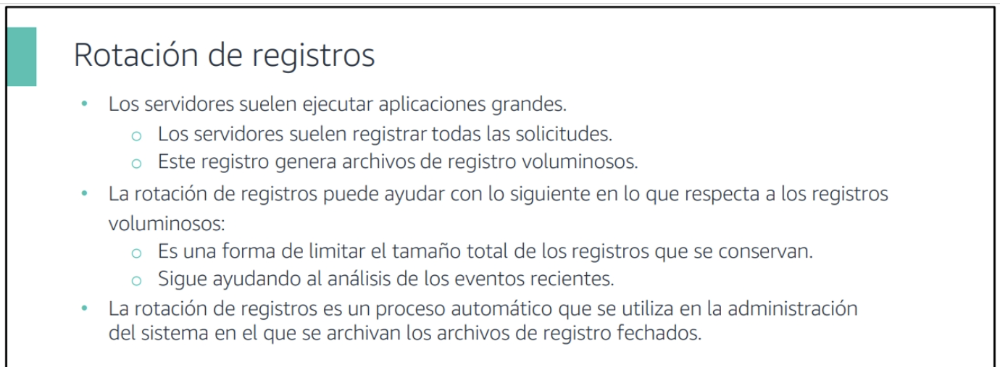 Rotación de registros
• Los servidores suelen ejecutar aplicaciones grandes.
o Los servidores suelen registrar todas las solicitudes.
o Este registro genera archivos de registro voluminosos.
• La rotación de registros puede ayudar con lo siguiente en lo que respecta a los registros
voluminosos:
o Es una forma de limitar el tamaño total de los registros que se conservan.
o Sigue ayudando al análisis de los eventos recientes.
• La rotación de registros es un proceso automático que se utiliza en la administración
del sistema en el que se archivan los archivos de registro fechados.